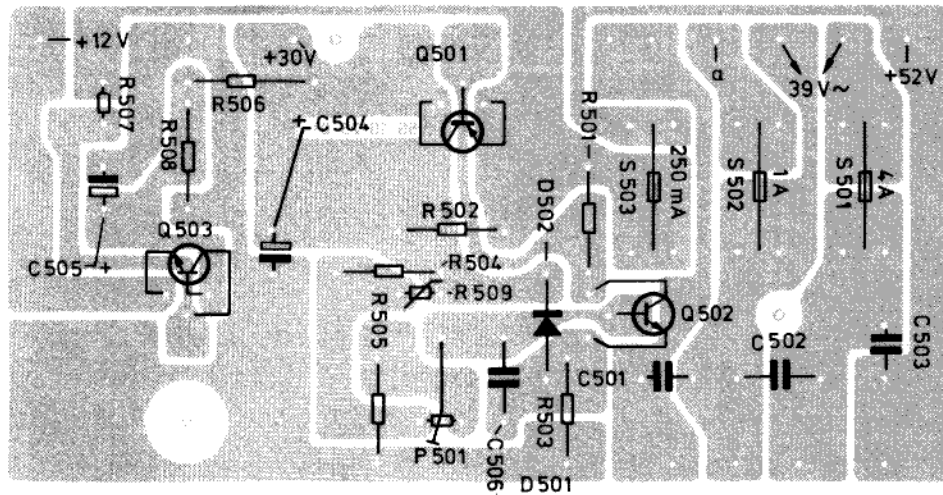 +12V
+30V
Q501
a
39V~
+52V
R507
R506
C504
+
R508
R501
S503
250 mA
S502
1A
S501
4A
D502
R502
Q503
C505
+
R504
R509
Q502
R505
C502
C503
C501
R503
P501
C506
D501